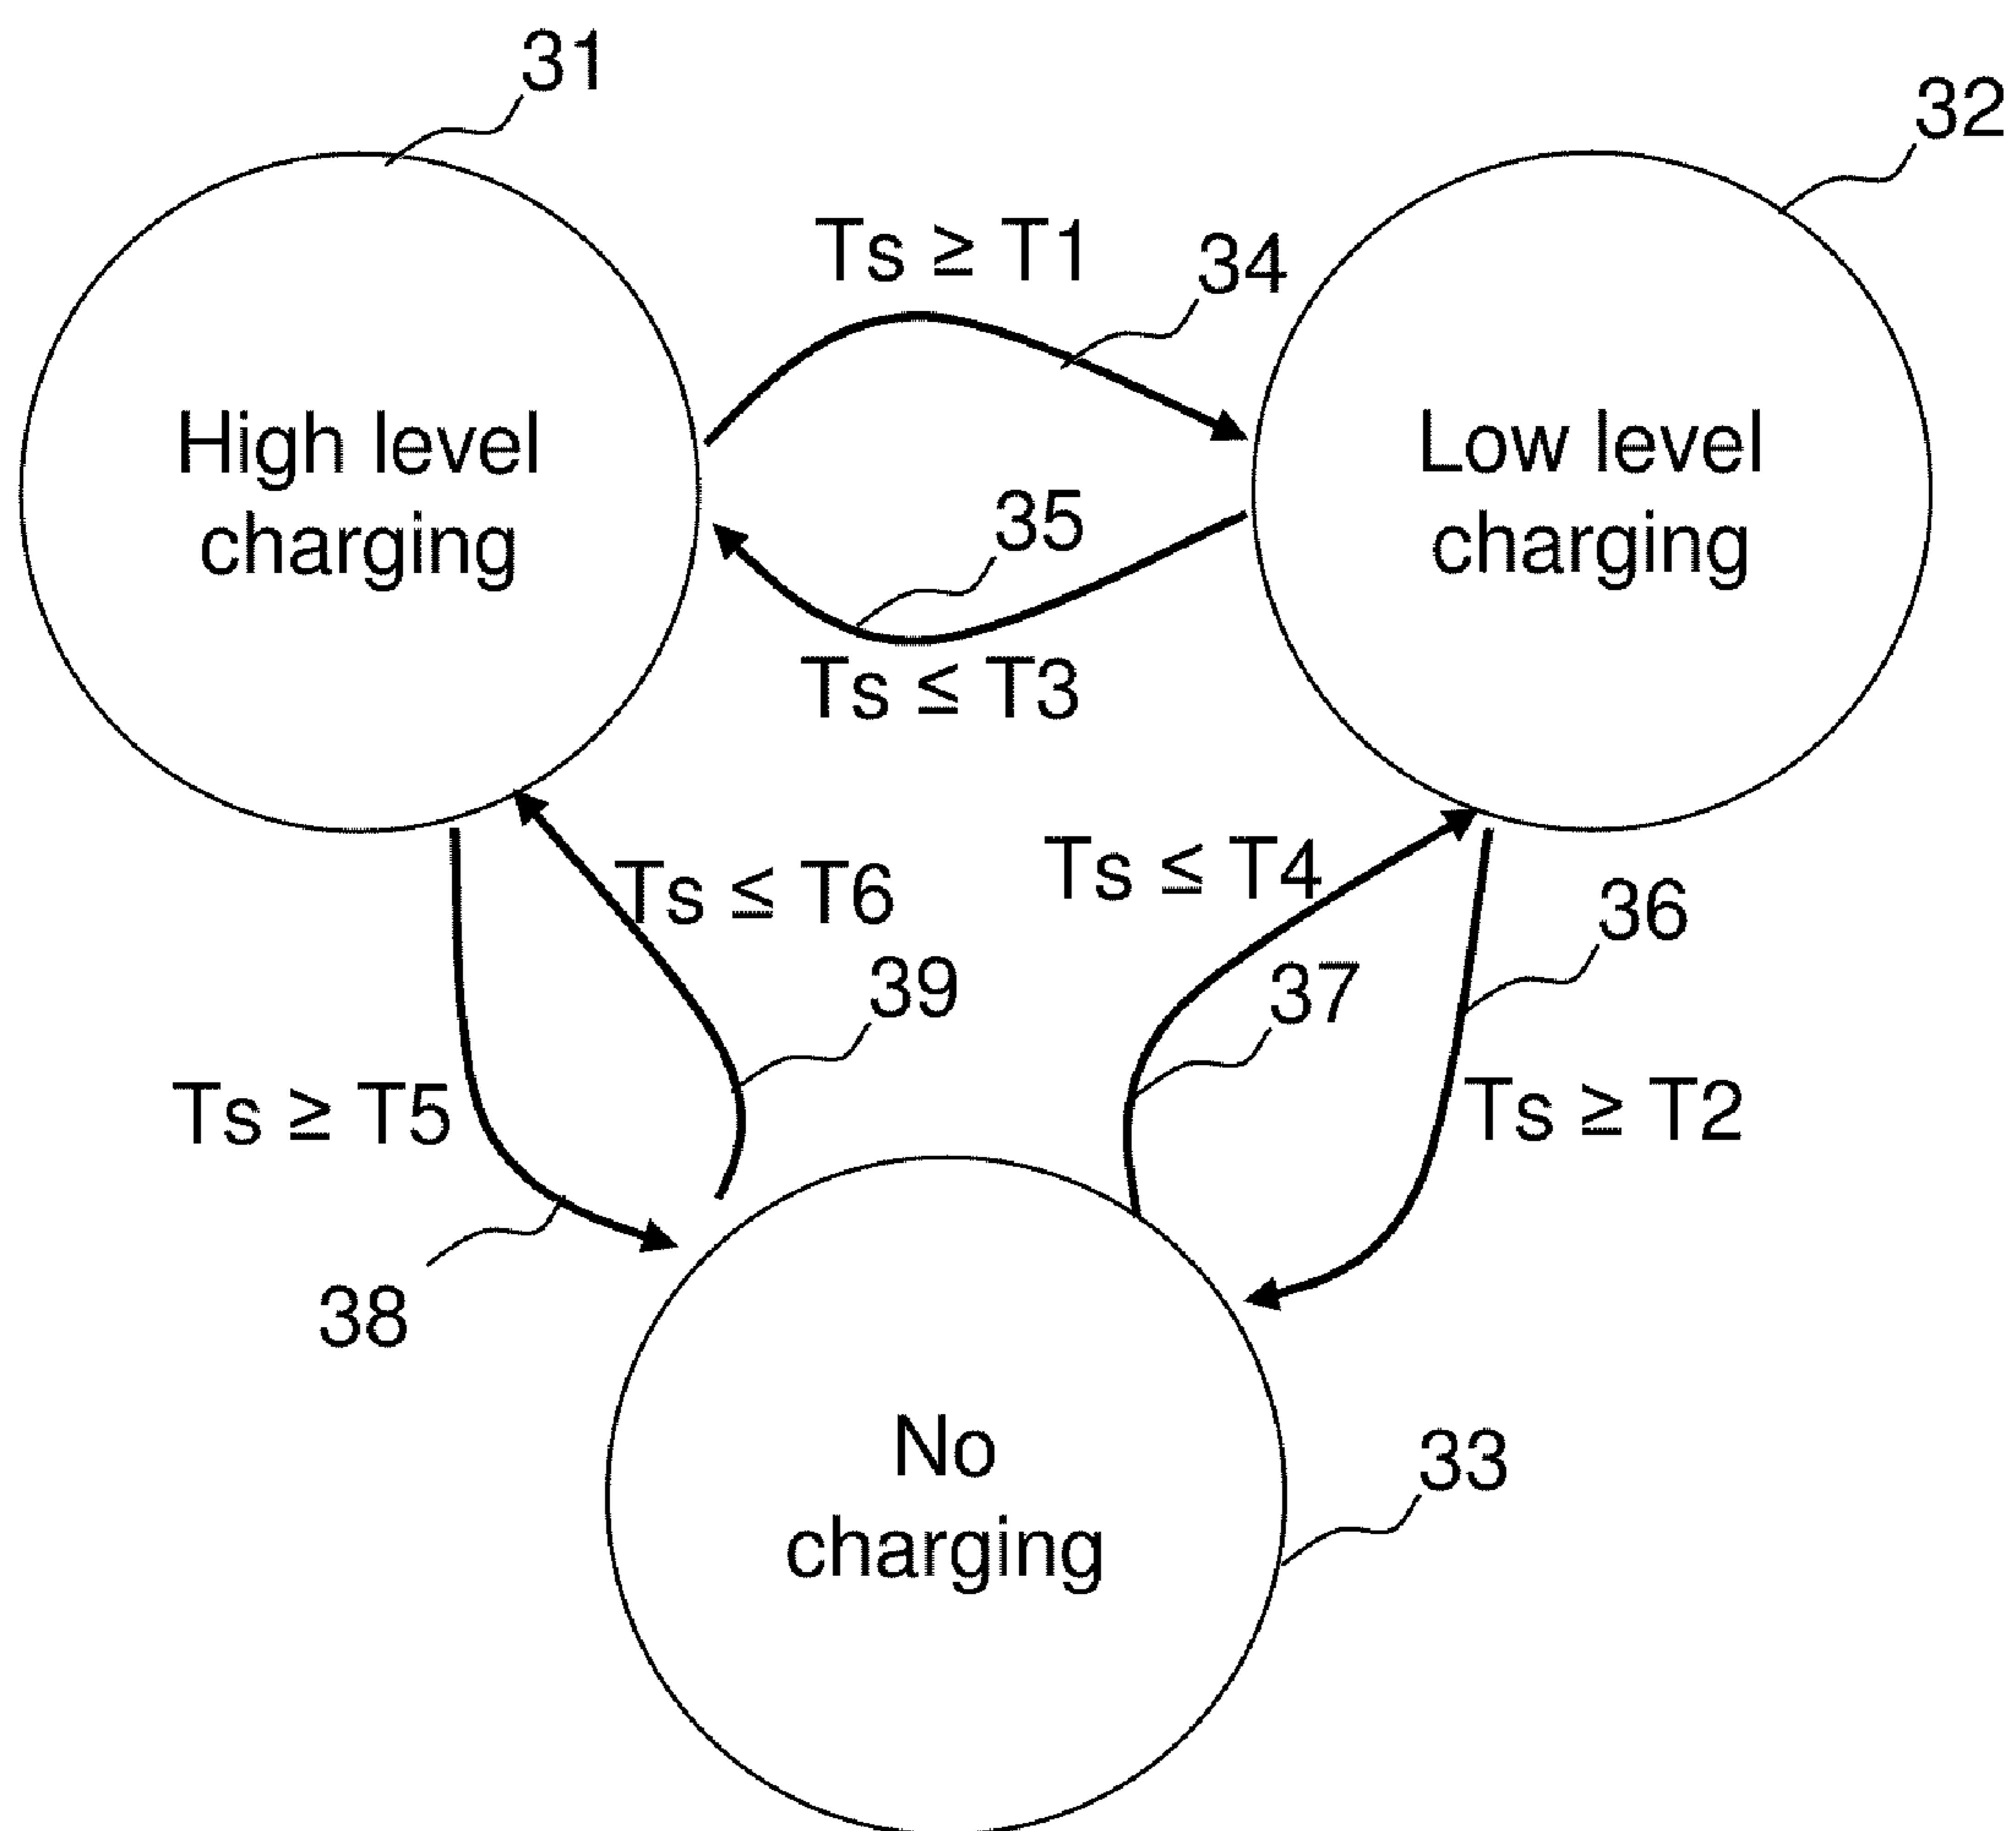 31
32
Ts ≥ T1
34
High level
charging
Low level
charging
35
Ts ≤ T3
Ts ≤ T6
Ts ≤ T4
36
39
37
Ts ≥ T5
Ts ≥ T2
38
No
charging
33